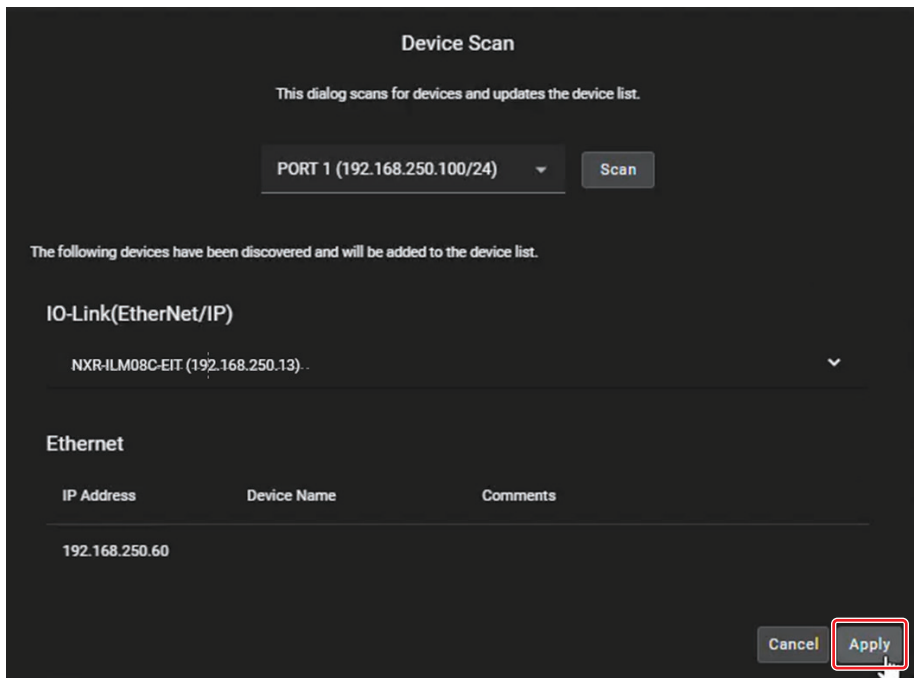 Device Scan
This dialog scans for devices and updates the device list.
PORT 1 (192.168.250.100/24)
Scan
The following devices have been discovered and will be added to the device list.
IO-Link(EtherNet/IP)
NXR-ILM08C-EIT (192.168.250.13)
Ethernet
IP Address Device Name Comments
192.168.250.60
Cancel Apply